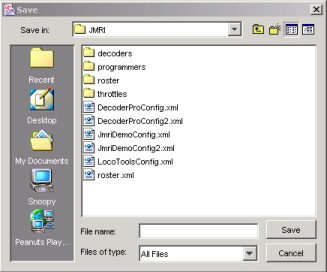 Save
Save in:
JMRI
Recent
Desktop
My Documents
Snoopy
Peanuts Play...
decoders
programmers
roster
throttles
DecoderProConfig.xml
DecoderProConfig2.xml
JmriDemoConfig.xml
JmriDemoConfig2.xml
LocoToolsConfig.xml
roster.xml
File name:
Save
Files of type:
All Files
Cancel